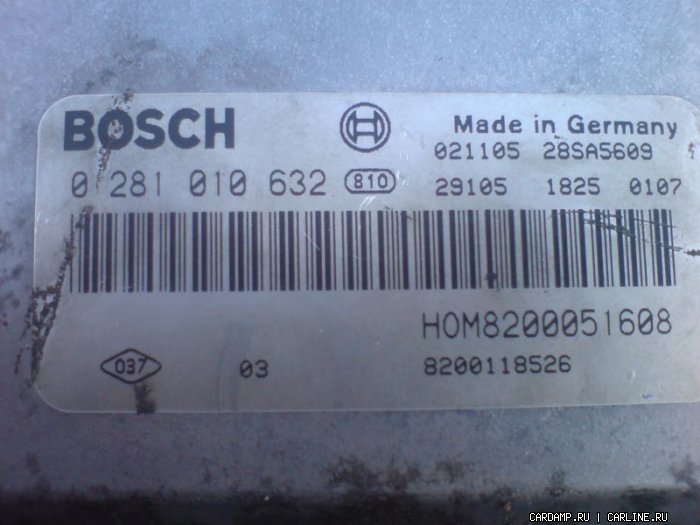 BOSCH
Made in Germany
021105 28SA5609
0 281 010 632 810
29105 1825 0107
HOM8200051608
037 03
8200118526
CARDAMP.RU | CARLINE.RU